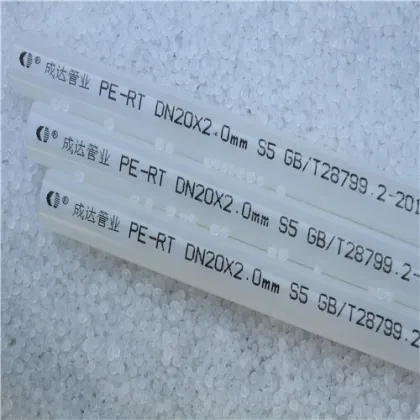 ® 成达管业 PE-RT DN20X2.0mm S5 GB/T28799.2-201
® 成达管业 PE-RT DN20X2.0mm S5 GB/T28799.2-
® 成达管业 PE-RT DN20X2.0mm S5 GB/T28799.2